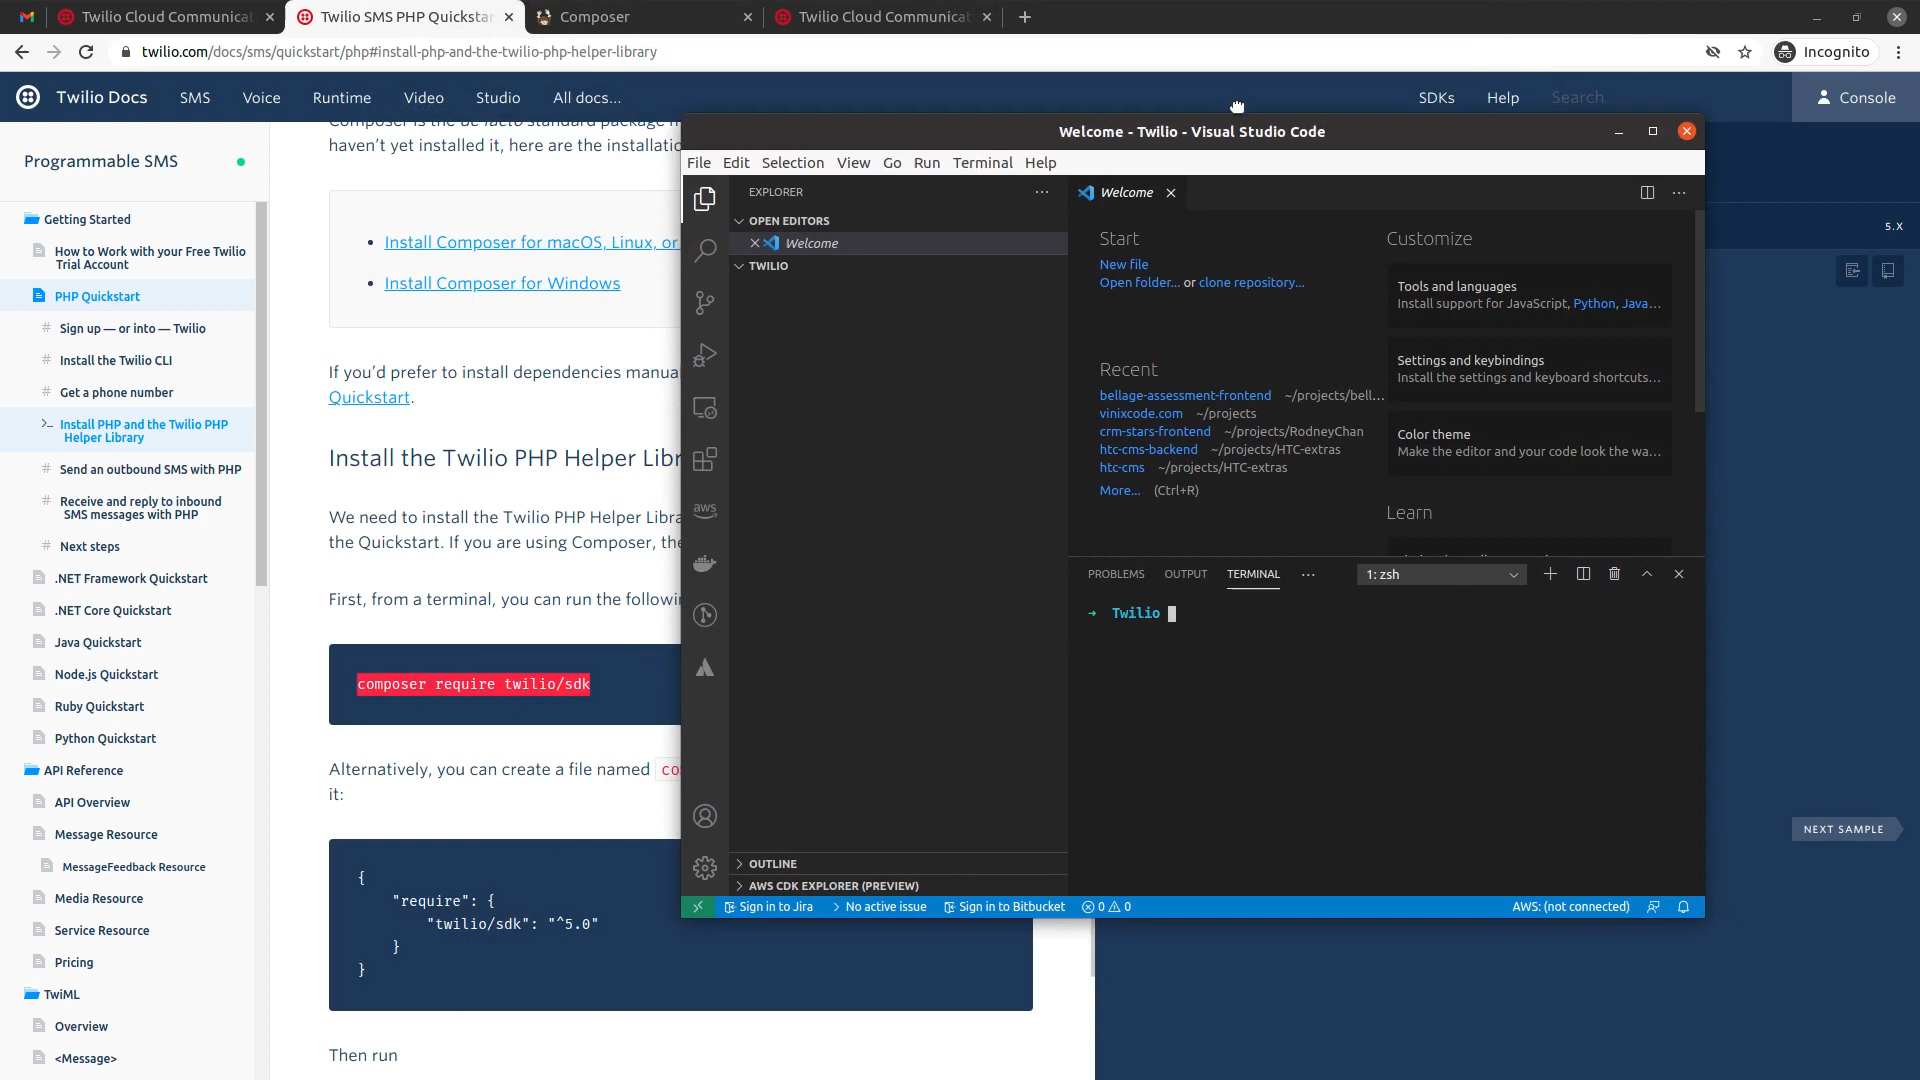 Twilio Cloud Communicat
Twilio SMS PHP Quickstar
Composer
Twilio Cloud Communicat
twilio.com/docs/sms/quickstart/php#install-php-and-the-twilio-php-helper-library
Incognito
Twilio Docs
SMS
Voice
Runtime
Video
Studio
All docs...
SDKs
Help
Search
Console
Programmable SMS
Getting Started
How to Work with your Free Twilio
Trial Account
PHP Quickstart
# Sign up — or into — Twilio
# Install the Twilio CLI
# Get a phone number
>_ Install PHP and the Twilio PHP
Helper Library
# Send an outbound SMS with PHP
# Receive and reply to inbound
SMS messages with PHP
# Next steps
.NET Framework Quickstart
.NET Core Quickstart
Java Quickstart
Node.js Quickstart
Ruby Quickstart
Python Quickstart
API Reference
API Overview
Message Resource
MessageFeedback Resource
Media Resource
Service Resource
Pricing
TwiML
Overview
<Message>
Composer is the de facto standard package
haven't yet installed it, here are the installatio
• Install Composer for macOS, Linux, or
• Install Composer for Windows
If you'd prefer to install dependencies manua
Quickstart.
Install the Twilio PHP Helper Libr
We need to install the Twilio PHP Helper Libra
the Quickstart. If you are using Composer, the
First, from a terminal, you can run the followin
composer require twilio/sdk
Alternatively, you can create a file named co
it:
{
"require": {
"twilio/sdk": "^5.0"
}
}
Then run
5.X
NEXT SAMPLE
Welcome - Twilio - Visual Studio Code
File Edit Selection View Go Run Terminal Help
EXPLORER
OPEN EDITORS
Welcome
TWILIO
OUTLINE
AWS CDK EXPLORER (PREVIEW)
aws
Welcome
Start
New file
Open folder... or clone repository...
Recent
bellage-assessment-frontend ~/projects/bell...
vinixcode.com ~/projects
crm-stars-frontend ~/projects/RodneyChan
htc-cms-backend ~/projects/HTC-extras
htc-cms ~/projects/HTC-extras
More... (Ctrl+R)
Customize
Tools and languages
Install support for JavaScript, Python, Java...
Settings and keybindings
Install the settings and keyboard shortcuts...
Color theme
Make the editor and your code look the wa...
Learn
PROBLEMS OUTPUT TERMINAL ...
1: zsh
→ Twilio
Sign in to Jira
No active issue
Sign in to Bitbucket
0
0
AWS: (not connected)